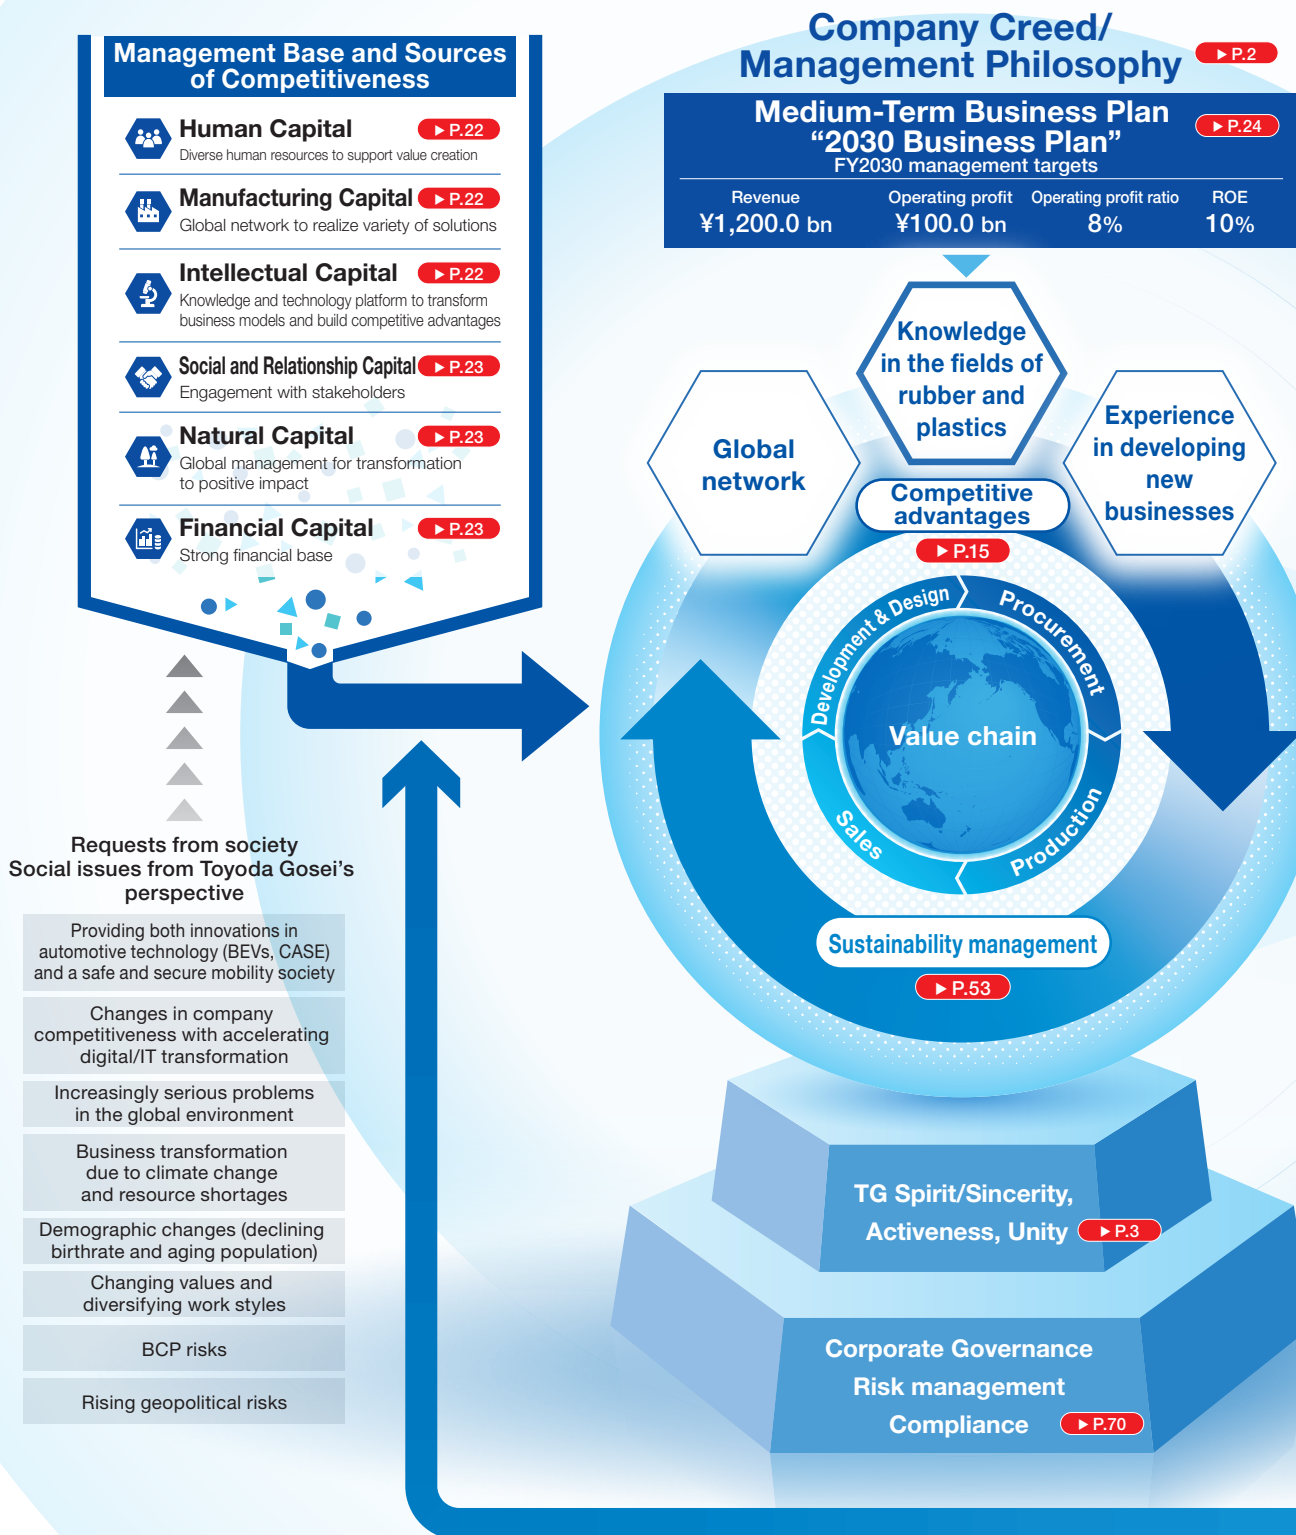 Management Base and Sources
of Competitiveness
Human Capital
▶ P.22
Diverse human resources to support value creation
Manufacturing Capital
▶ P.22
Global network to realize variety of solutions
Intellectual Capital
▶ P.22
Knowledge and technology platform to transform
business models and build competitive advantages
Social and Relationship Capital
▶ P.23
Engagement with stakeholders
Natural Capital
▶ P.23
Global management for transformation
to positive impact
Financial Capital
▶ P.23
Strong financial base
Requests from society
Social issues from Toyoda Gosei's
perspective
Providing both innovations in
automotive technology (BEVs, CASE)
and a safe and secure mobility society
Changes in company
competitiveness with accelerating
digital/IT transformation
Increasingly serious problems
in the global environment
Business transformation
due to climate change
and resource shortages
Demographic changes (declining
birthrate and aging population)
Changing values and
diversifying work styles
BCP risks
Rising geopolitical risks
Company Creed/
Management Philosophy
▶ P.2
Medium-Term Business Plan
“2030 Business Plan”
▶ P.24
FY2030 management targets
Revenue
¥1,200.0 bn
Operating profit
¥100.0 bn
Operating profit ratio
8%
ROE
10%
Global
network
Knowledge
in the fields of
rubber and
plastics
Experience
in developing
new
businesses
Competitive
advantages
▶ P.15
Development & Design
Procurement
Production
Sales
Value chain
Sustainability management
▶ P.53
TG Spirit/Sincerity,
Activeness, Unity
▶ P.3
Corporate Governance
Risk management
Compliance
▶ P.70